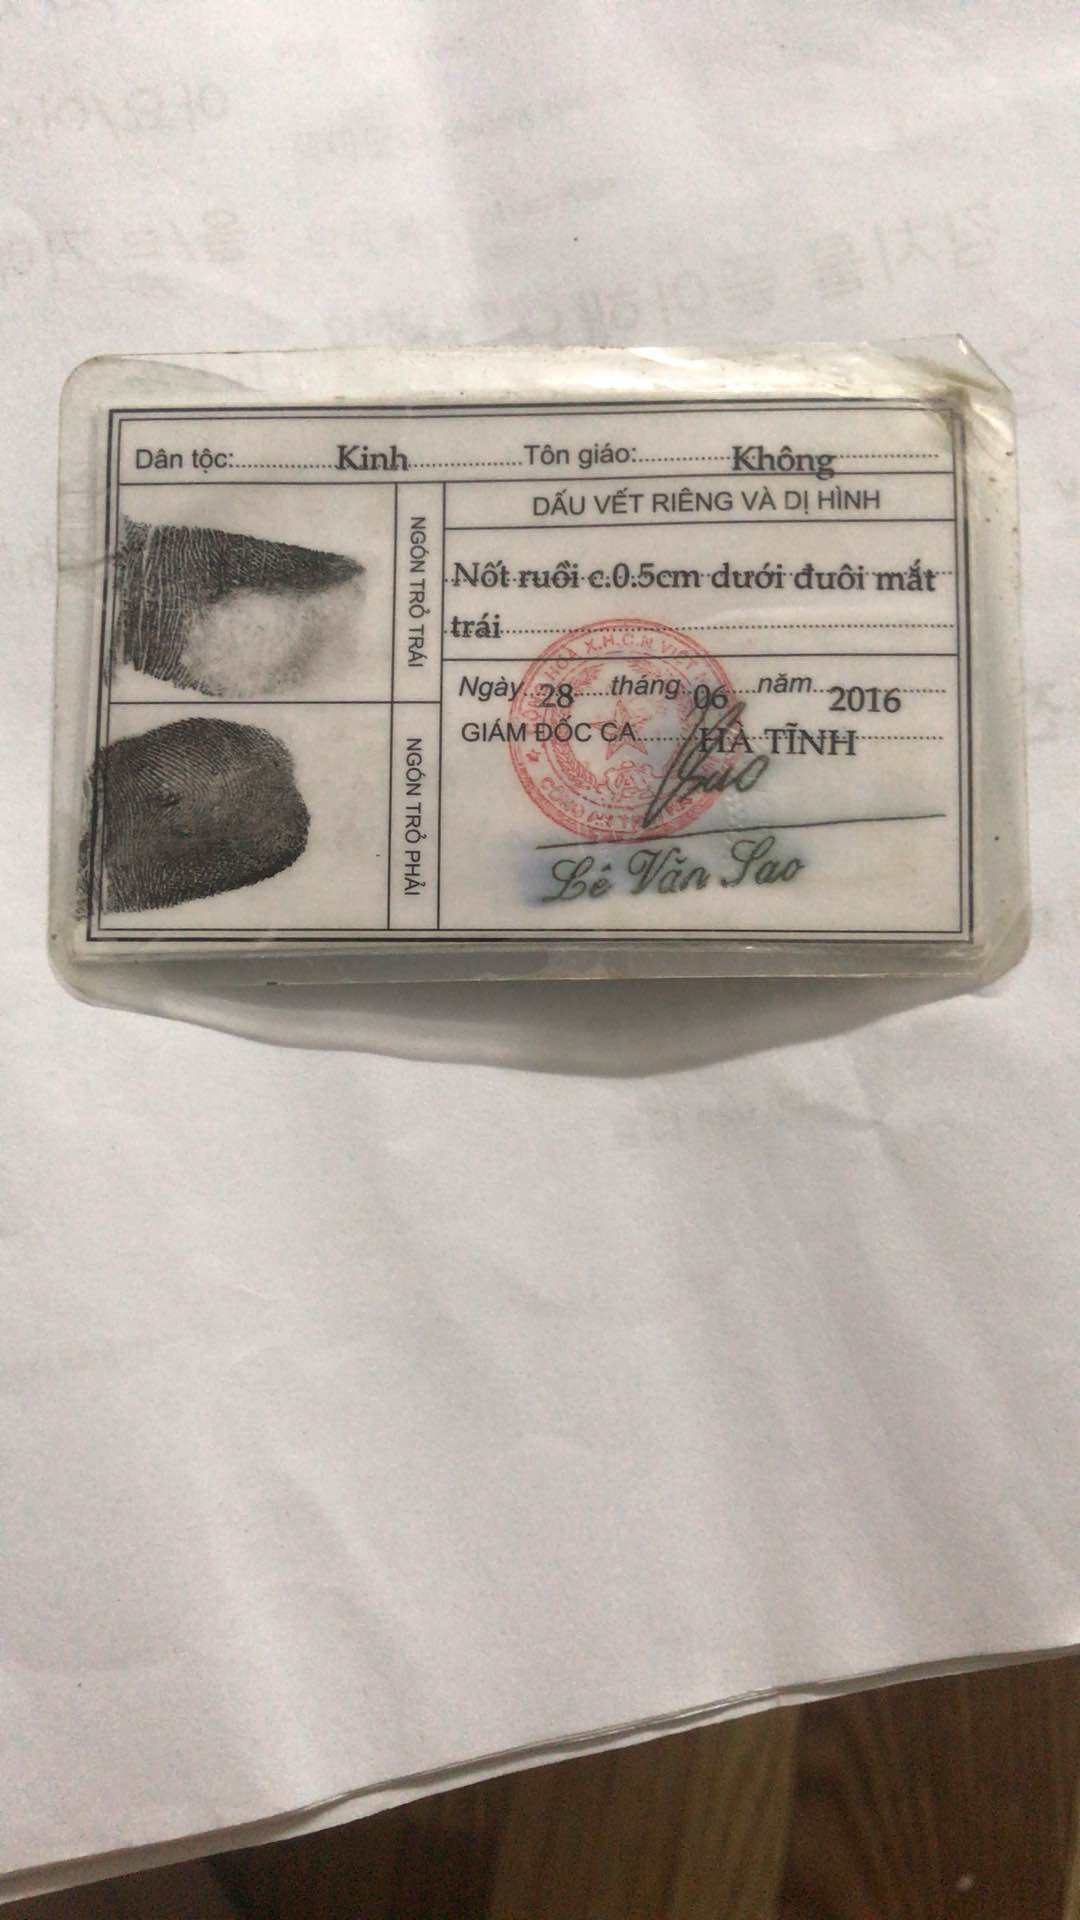 Dân tộc: Kinh Tôn giáo: Không
NGÓN TRỎ TRÁI
DẤU VẾT RIÊNG VÀ DỊ HÌNH
Nốt ruồi c.0.5cm dưới đuôi mắt
trái
Ngày 28 tháng 06 năm 2016
GIÁM ĐỐC CA HÀ TĨNH
X.H.C.N VIỆT
Sao
Lê Văn Sao
NGÓN TRỎ PHẢI